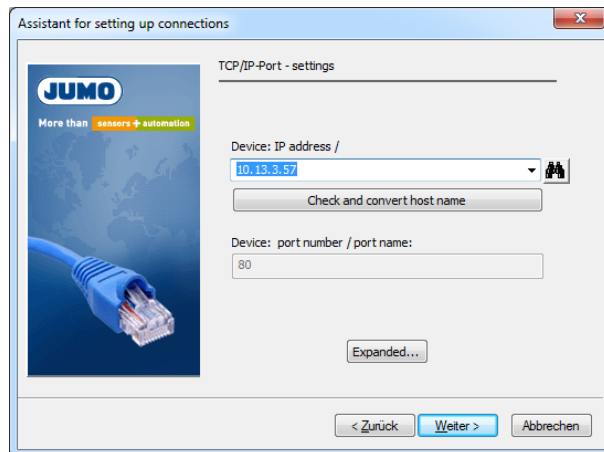 Assistant for setting up connections
JUMO
More than sensors + automation
TCP/IP-Port - settings
Device: IP address /
10.13.3.57
Check and convert host name
Device: port number / port name:
80
Expanded...
< Zurück Weiter > Abbrechen